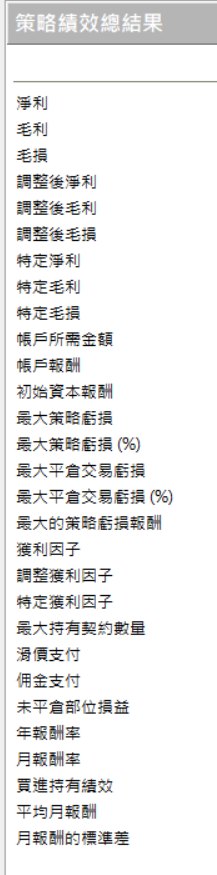 策略績效總結果
淨利
毛利
毛損
調整後淨利
調整後毛利
調整後毛損
特定淨利
特定毛利
特定毛損
帳戶所需金額
帳戶報酬
初始資本報酬
最大策略虧損
最大策略虧損 (%)
最大平倉交易虧損
最大平倉交易虧損 (%)
最大的策略虧損報酬
獲利因子
調整獲利因子
特定獲利因子
最大持有契約數量
滑價支付
佣金支付
未平倉部位損益
年報酬率
月報酬率
買進持有績效
平均月報酬
月報酬的標準差